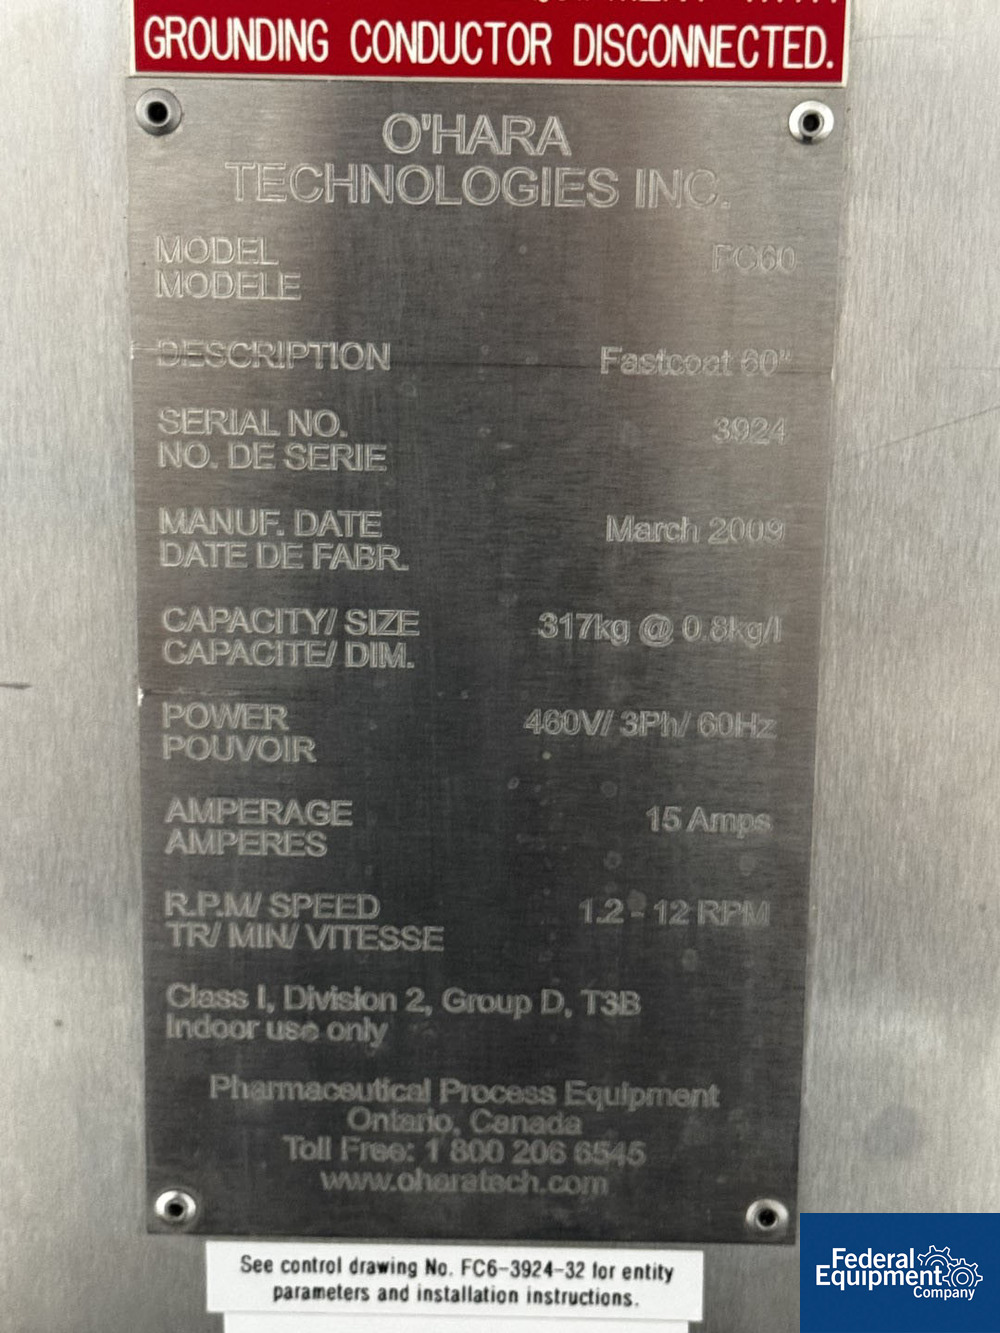 GROUNDING CONDUCTOR DISCONNECTED.
O'HARA
TECHNOLOGIES INC.
MODEL FC60
MODELE
DESCRIPTION Fastcoat 60"
SERIAL NO. 3924
NO. DE SERIE
MANUF. DATE March 2009
DATE DE FABR.
CAPACITY/ SIZE 317kg @ 0.8kg/l
CAPACITE/ DIM.
POWER 460V/ 3Ph/ 60Hz
POUVOIR
AMPERAGE 15 Amps
AMPERES
R.P.M/ SPEED 1.2 - 12 RPM
TR/ MIN/ VITESSE
Class I, Division 2, Group D, T3B
Indoor use only
Pharmaceutical Process Equipment
Ontario, Canada
Toll Free: 1 800 206 6545
www.oharatech.com
See control drawing No. FC6-3924-32 for entity
parameters and installation instructions.
Federal
Equipment
Company